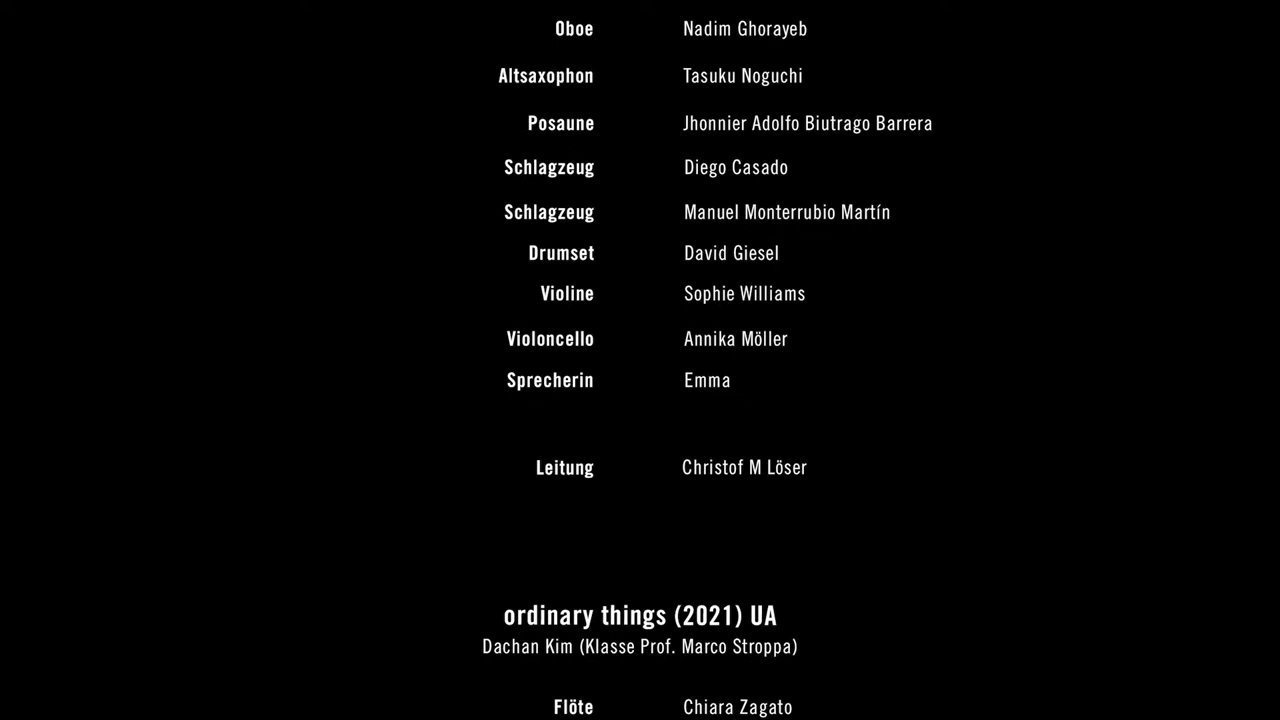 Oboe Nadim Ghorayeb
Altsaxophon Tasuku Noguchi
Posaune Jhonnier Adolfo Biutrago Barrera
Schlagzeug Diego Casado
Schlagzeug Manuel Monterrubio Martín
Drumset David Giesel
Violine Sophie Williams
Violoncello Annika Möller
Sprecherin Emma
Leitung Christof M Löser
ordinary things (2021) UA
Dachan Kim (Klasse Prof. Marco Stroppa)
Flöte Chiara Zagato